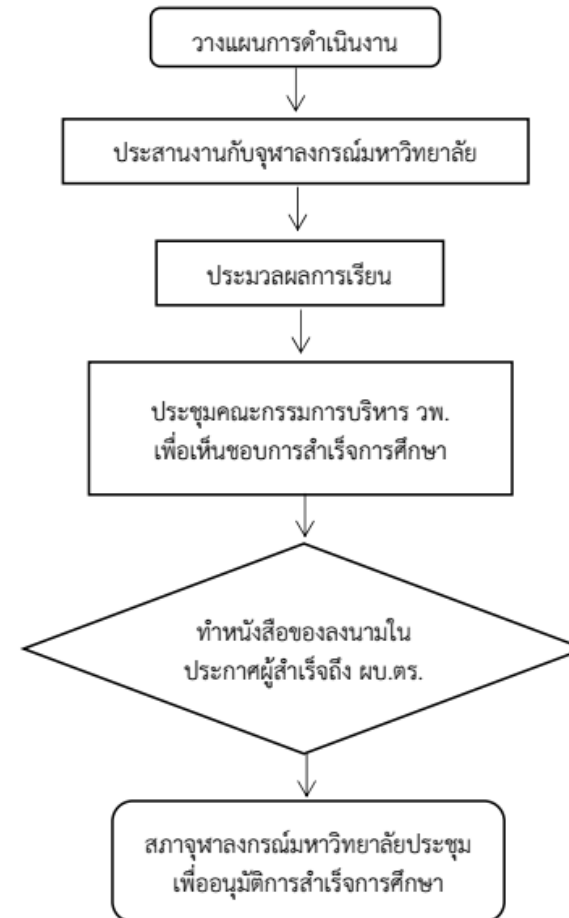 วางแผนการดำเนินงาน
ประสานงานกับจุฬาลงกรณ์มหาวิทยาลัย
ประมวลผลการเรียน
ประชุมคณะกรรมการบริหาร วพ.
เพื่อเห็นชอบการสำเร็จการศึกษา
ทำหนังสือของลงนามใน
ประกาศผู้สำเร็จถึง ผบ.ตร.
สภาจุฬาลงกรณ์มหาวิทยาลัยประชุม
เพื่ออนุมัติการสำเร็จการศึกษา